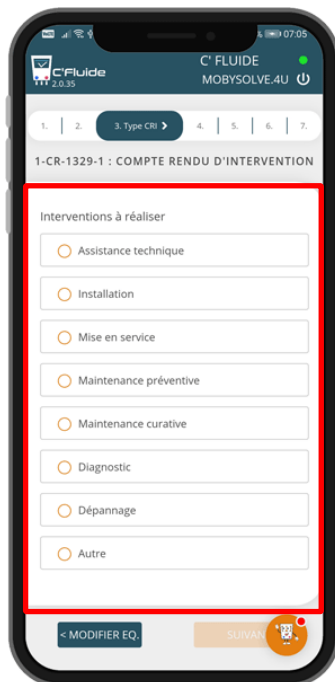 07:05
C'Fluide
2.0.35
C' FLUIDE
MOBYSOLVE.4U
1.
2.
3. Type CRI
4.
5.
6.
7.
1-CR-1329-1 : COMPTE RENDU D'INTERVENTION
Interventions à réaliser
Assistance technique
Installation
Mise en service
Maintenance préventive
Maintenance curative
Diagnostic
Dépannage
Autre
< MODIFIER EQ.
SUIVAN